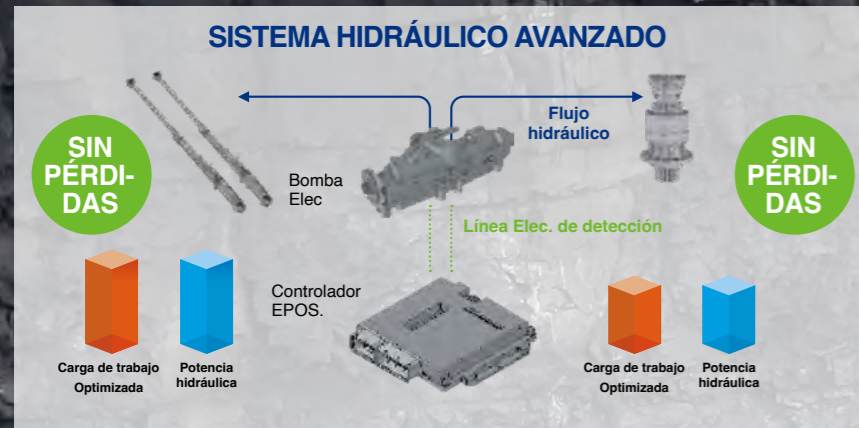 SISTEMA HIDRÁULICO AVANZADO
Flujo
hidráulico
SIN
PÉRDI-
DAS
SIN
PÉRDI-
DAS
Bomba
Elec
Línea Elec. de detección
Controlador
EPOS.
Carga de trabajo
Optimizada
Potencia
hidráulica
Carga de trabajo
Optimizada
Potencia
hidráulica